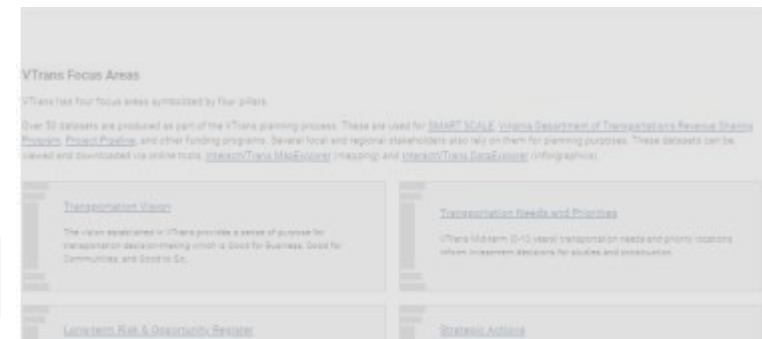 VTrans Focus Areas
VTrans has four focus areas symbolized by four pillars.
Over 50 datasets are produced as part of the VTrans planning process. These are used for SMART SCALE, Virginia Department of Transportation's Revenue Sharing
Program, Project Pipeline, and other funding programs. Several local and regional stakeholders also rely on them for planning purposes. These datasets can be
viewed and downloaded via online tools, InteractVTrans MapExplorer (mapping) and InteractVTrans DataExplorer (infographics).
Transportation Vision
The vision established in VTrans provides a sense of purpose for
transportation decision-making which is Good for Business, Good for
Communities, and Good to Go.
Transportation Needs and Priorities
VTrans Mid-term (0-10 years) transportation needs and priority locations
inform investment decisions for studies and construction.
Long-term Risk & Opportunity Register
Strategic Actions